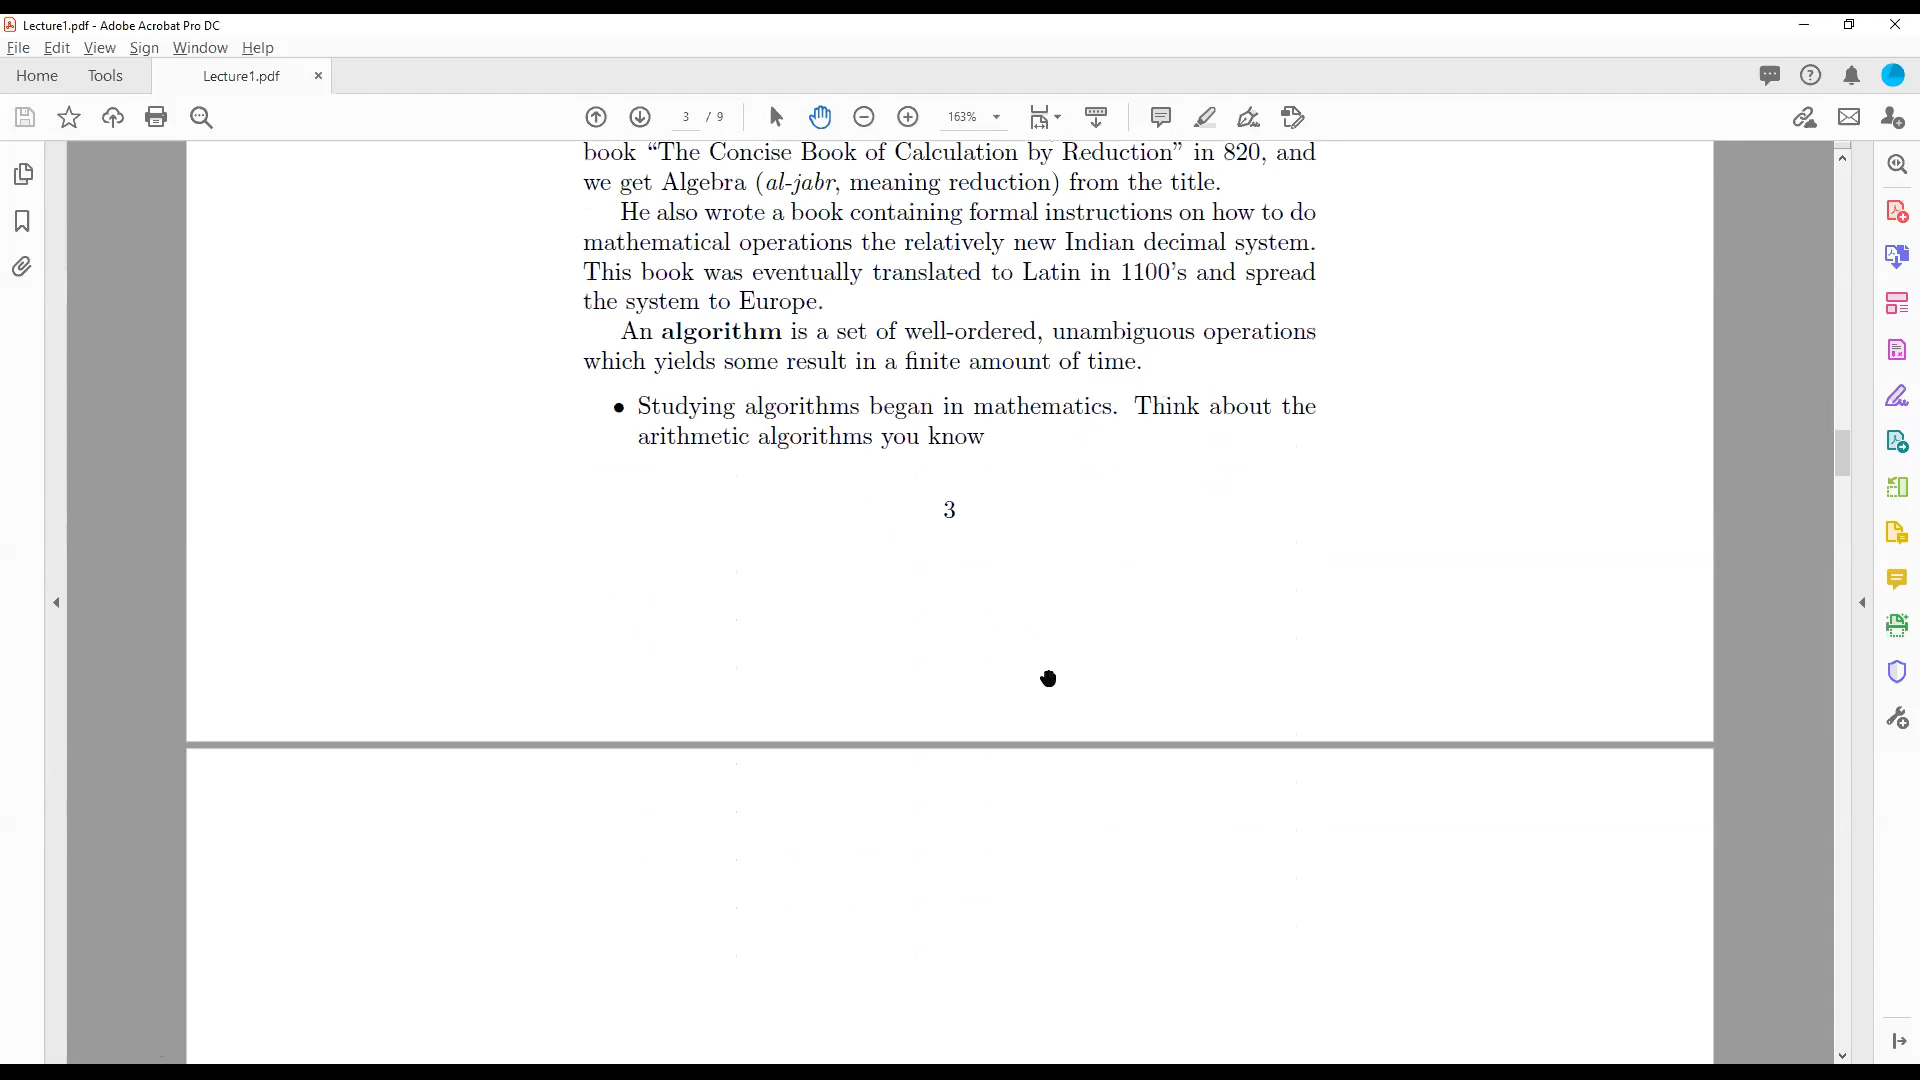 Lecture1.pdf - Adobe Acrobat Pro DC
File Edit View Sign Window Help
Home Tools Lecture1.pdf
3 / 9 163%
book “The Concise Book of Calculation by Reduction” in 820, and
we get Algebra (al-jabr, meaning reduction) from the title.
He also wrote a book containing formal instructions on how to do
mathematical operations the relatively new Indian decimal system.
This book was eventually translated to Latin in 1100’s and spread
the system to Europe.
An algorithm is a set of well-ordered, unambiguous operations
which yields some result in a finite amount of time.
• Studying algorithms began in mathematics. Think about the
arithmetic algorithms you know
3